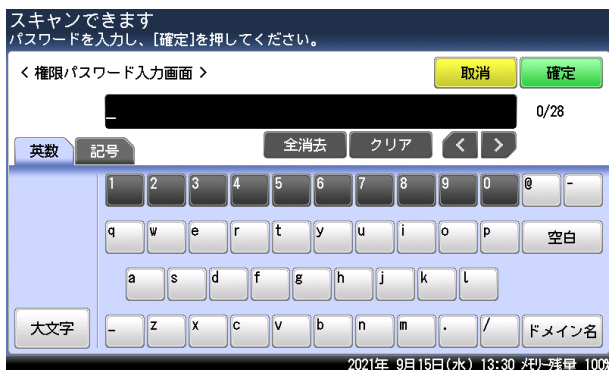 スキャンできます
パスワードを入力し、[確定]を押してください。
< 権限パスワード入力画面 >
取消
確定
_
0/28
英数
記号
全消去
クリア
<
>
1 2 3 4 5 6 7 8 9 0 @ -
q w e r t y u i o p 空白
a s d f g h j k l
大文字
_ z x c v b n m . / ドメイン名
2021年 9月15日(水) 13:30 メモリー残量 100%